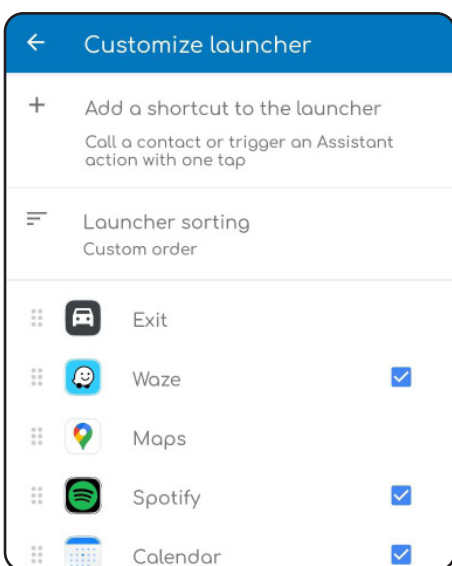 Customize launcher
Add a shortcut to the launcher
Call a contact or trigger an Assistant
action with one tap
Launcher sorting
Custom order
Exit
Waze
Maps
Spotify
Calendar